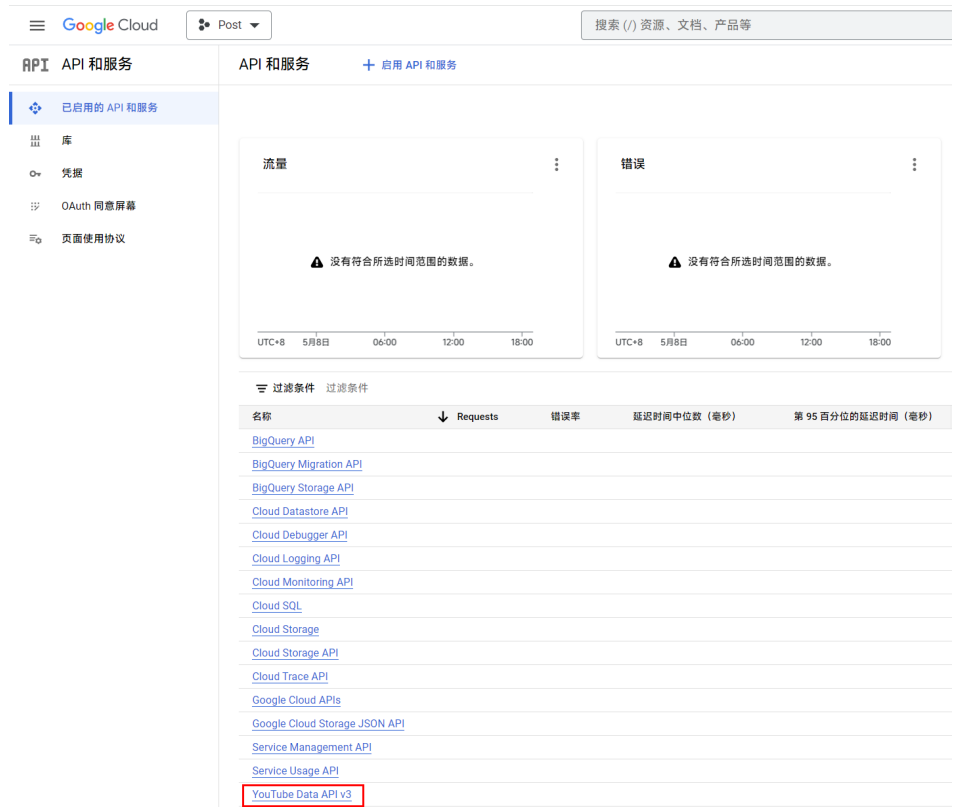 Google Cloud
Post
搜索 (/) 资源、文档、产品等
API
API 和服务
API 和服务
启用 API 和服务
已启用的 API 和服务
库
凭据
OAuth 同意屏幕
页面使用协议
流量
没有符合所选时间范围的数据。
UTC+8 5月8日 06:00 12:00 18:00
错误
没有符合所选时间范围的数据。
UTC+8 5月8日 06:00 12:00 18:00
过滤条件 过滤条件
名称 Requests 错误率 延迟时间中位数（毫秒） 第 95 百分位的延迟时间（毫秒）
BigQuery API
BigQuery Migration API
BigQuery Storage API
Cloud Datastore API
Cloud Debugger API
Cloud Logging API
Cloud Monitoring API
Cloud SQL
Cloud Storage
Cloud Storage API
Cloud Trace API
Google Cloud APIs
Google Cloud Storage JSON API
Service Management API
Service Usage API
YouTube Data API v3